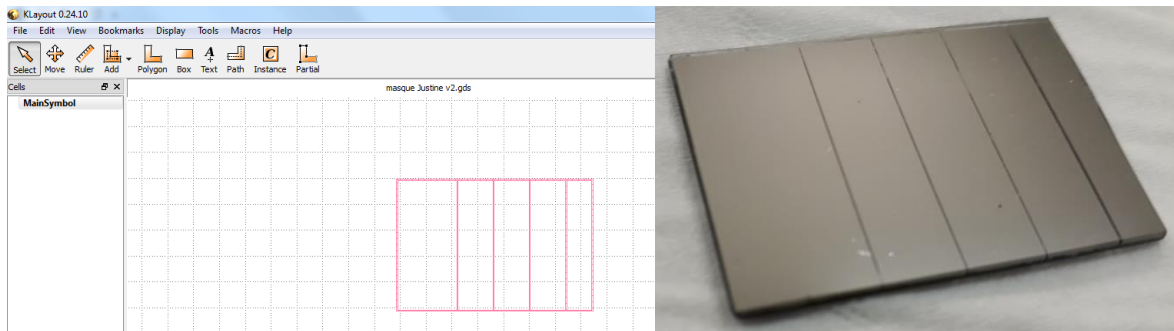 KLayout 0.24.10
File Edit View Bookmarks Display Tools Macros Help
Select Move Ruler Add Polygon Box Text Path Instance Partial
Cells
masque Justine v2.gds
MainSymbol